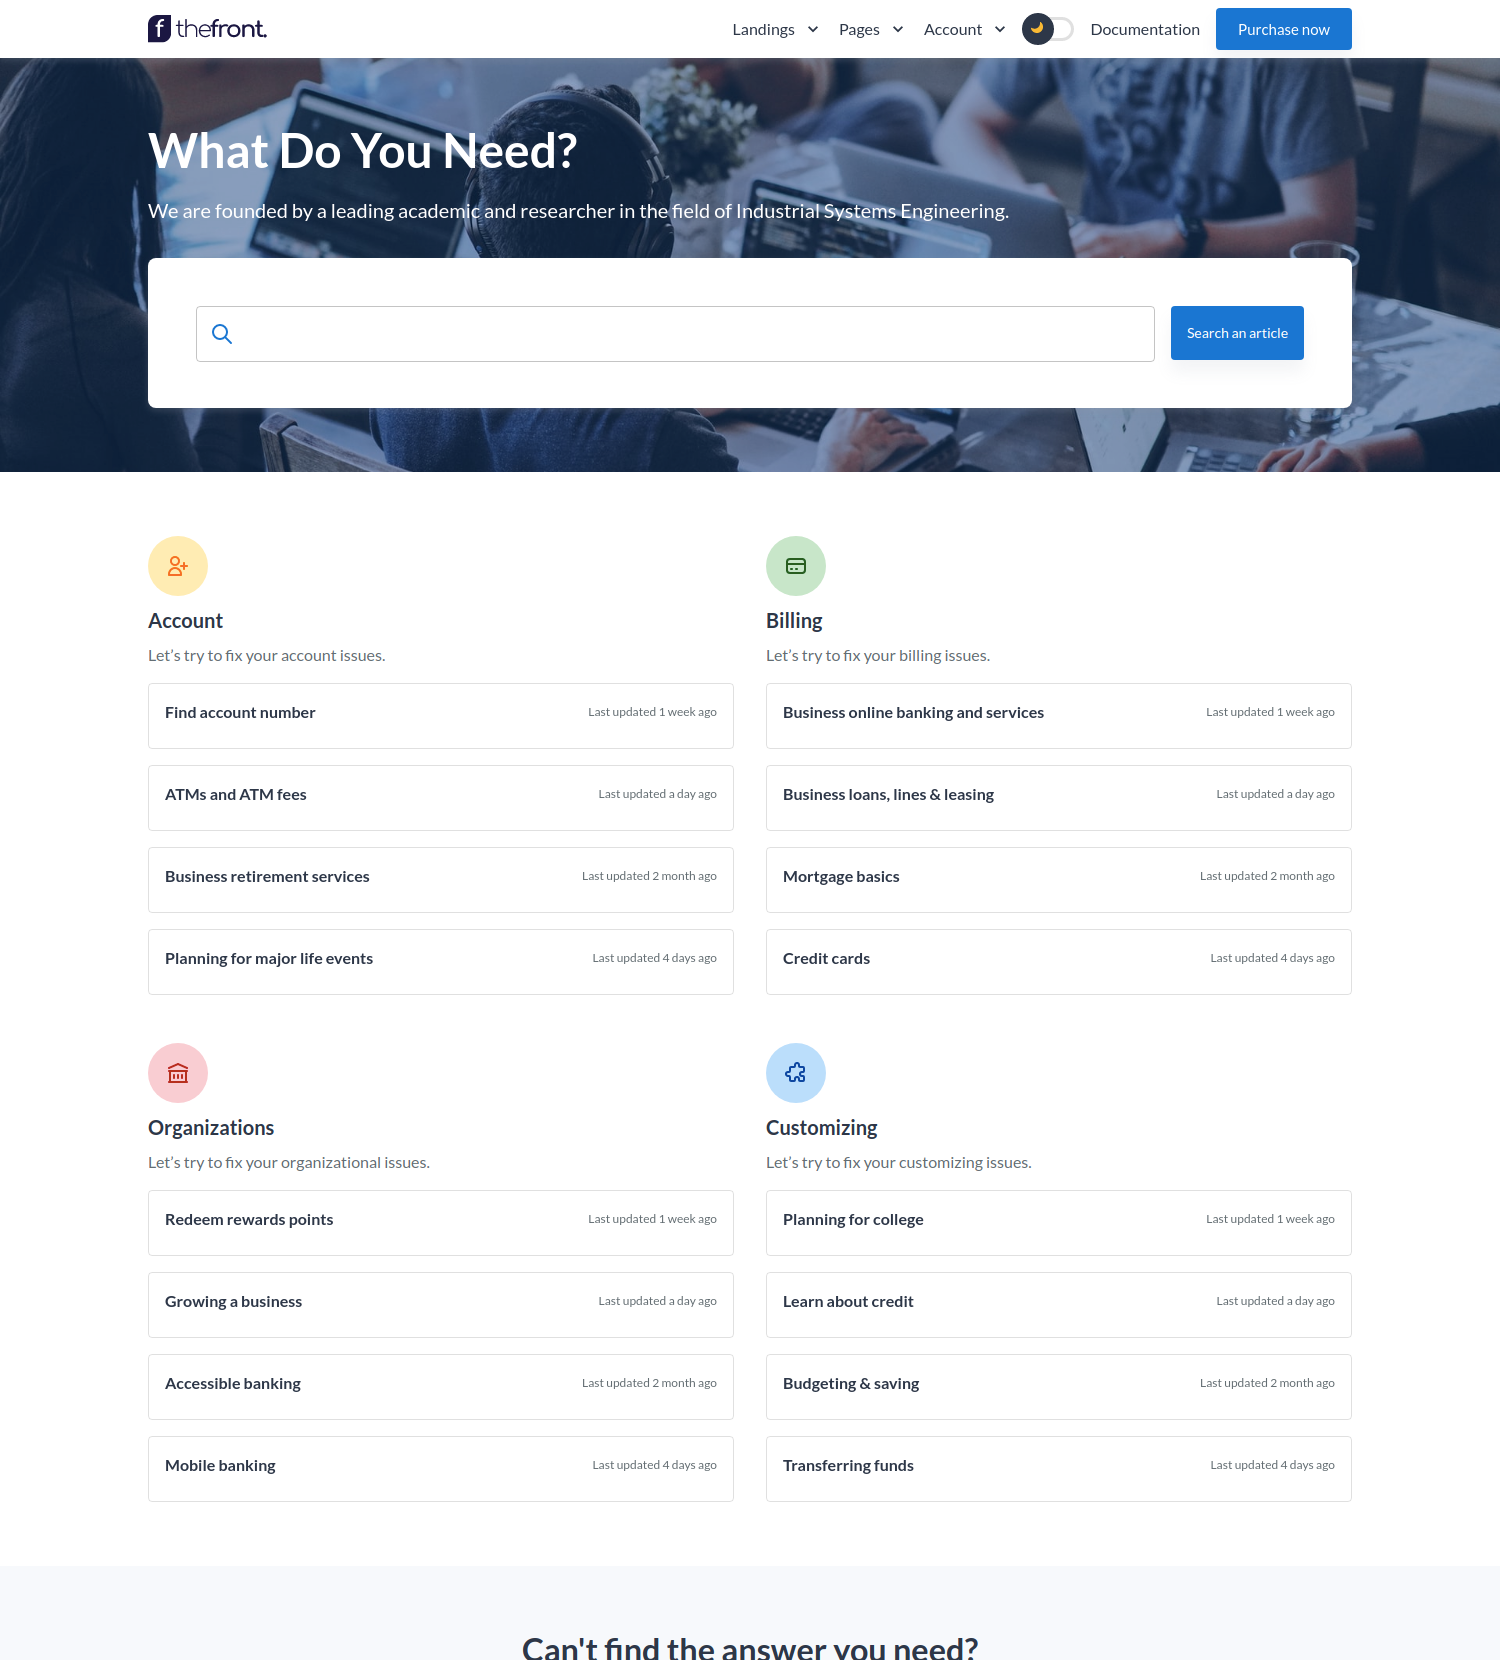 thefront.
Landings Pages Account Documentation Purchase now
What Do You Need?
We are founded by a leading academic and researcher in the field of Industrial Systems Engineering.
Search an article
Account
Let's try to fix your account issues.
Find account number Last updated 1 week ago
ATMs and ATM fees Last updated a day ago
Business retirement services Last updated 2 month ago
Planning for major life events Last updated 4 days ago
Billing
Let's try to fix your billing issues.
Business online banking and services Last updated 1 week ago
Business loans, lines & leasing Last updated a day ago
Mortgage basics Last updated 2 month ago
Credit cards Last updated 4 days ago
Organizations
Let's try to fix your organizational issues.
Redeem rewards points Last updated 1 week ago
Growing a business Last updated a day ago
Accessible banking Last updated 2 month ago
Mobile banking Last updated 4 days ago
Customizing
Let's try to fix your customizing issues.
Planning for college Last updated 1 week ago
Learn about credit Last updated a day ago
Budgeting & saving Last updated 2 month ago
Transferring funds Last updated 4 days ago
Can't find the answer you need?